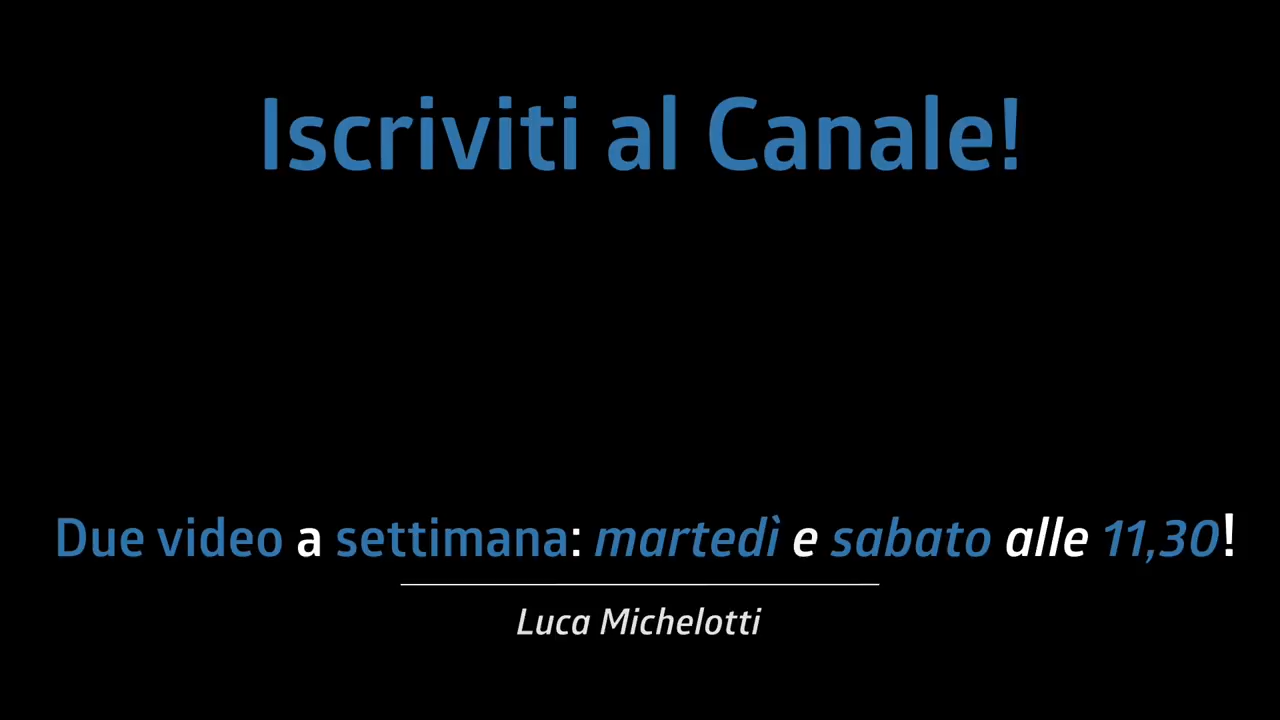 Iscriviti al Canale!
Due video a settimana: martedì e sabato alle 11,30!
Luca Michelotti